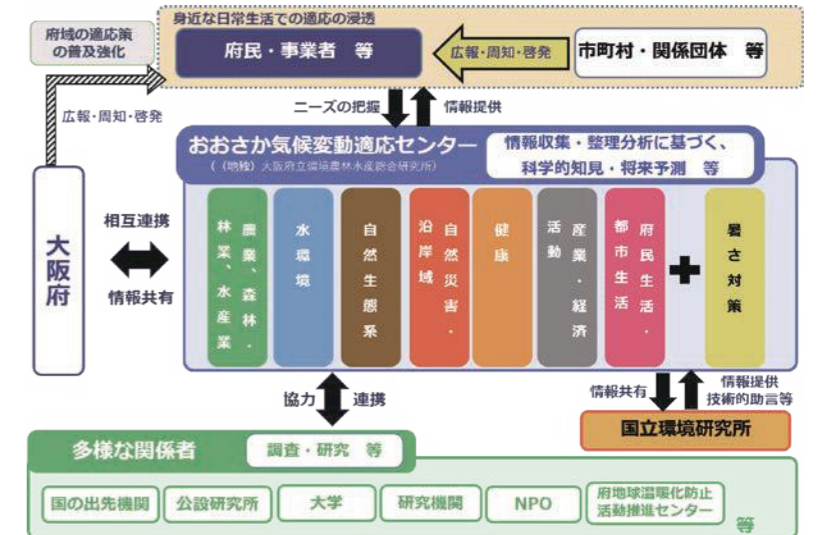 身近な日常生活での適応の浸透
府域の適応策
の普及強化
府民・事業者 等
広報・周知・啓発
市町村・関係団体 等
広報・周知・啓発
ニーズの把握
情報提供
おおさか気候変動適応センター
(（地独）大阪府立環境農林水産総合研究所)
情報収集・整理分析に基づく、
科学的知見・将来予測 等
大阪府
相互連携
情報共有
農業、森林・
林業、水産業
水環境
自然生態系
自然災害・
沿岸域
健康
産業・経済
活動
府民生活・
都市生活
暑さ対策
協力
連携
情報共有
情報提供
技術的助言等
国立環境研究所
多様な関係者
調査・研究 等
国の出先機関
公設研究所
大学
研究機関
NPO
府地球温暖化防止
活動推進センター
等